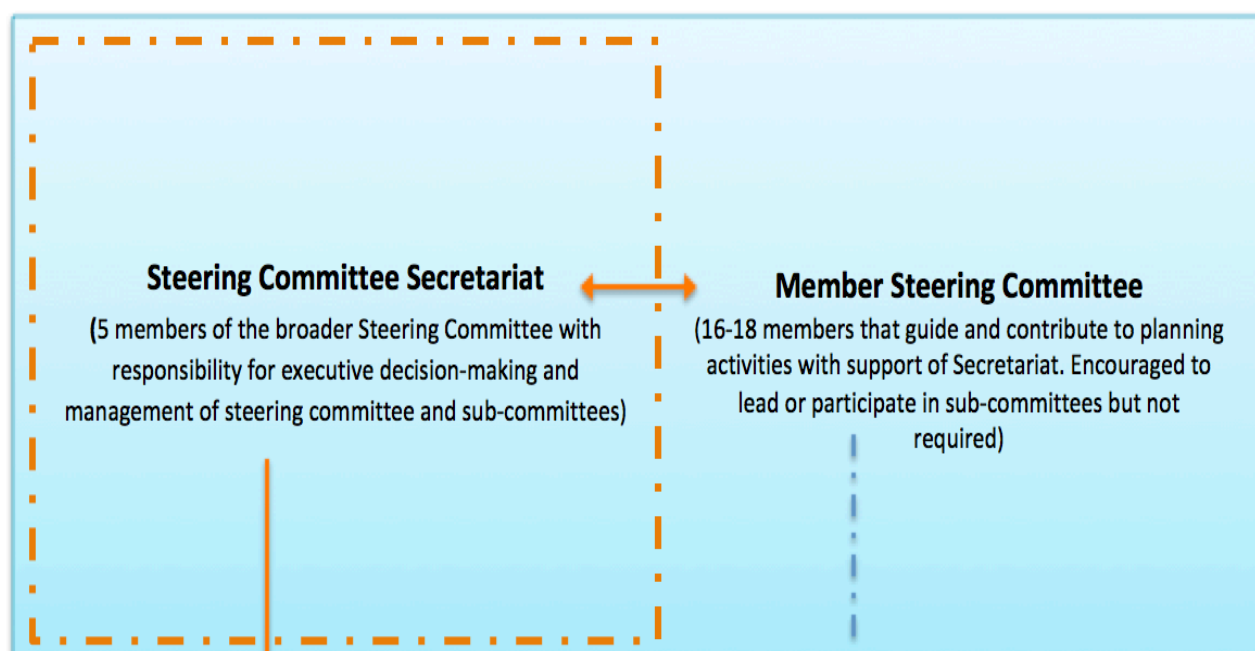 Steering Committee Secretariat
(5 members of the broader Steering Committee with
responsibility for executive decision-making and
management of steering committee and sub-committees)
Member Steering Committee
(16-18 members that guide and contribute to planning
activities with support of Secretariat. Encouraged to
lead or participate in sub-committees but not
required)